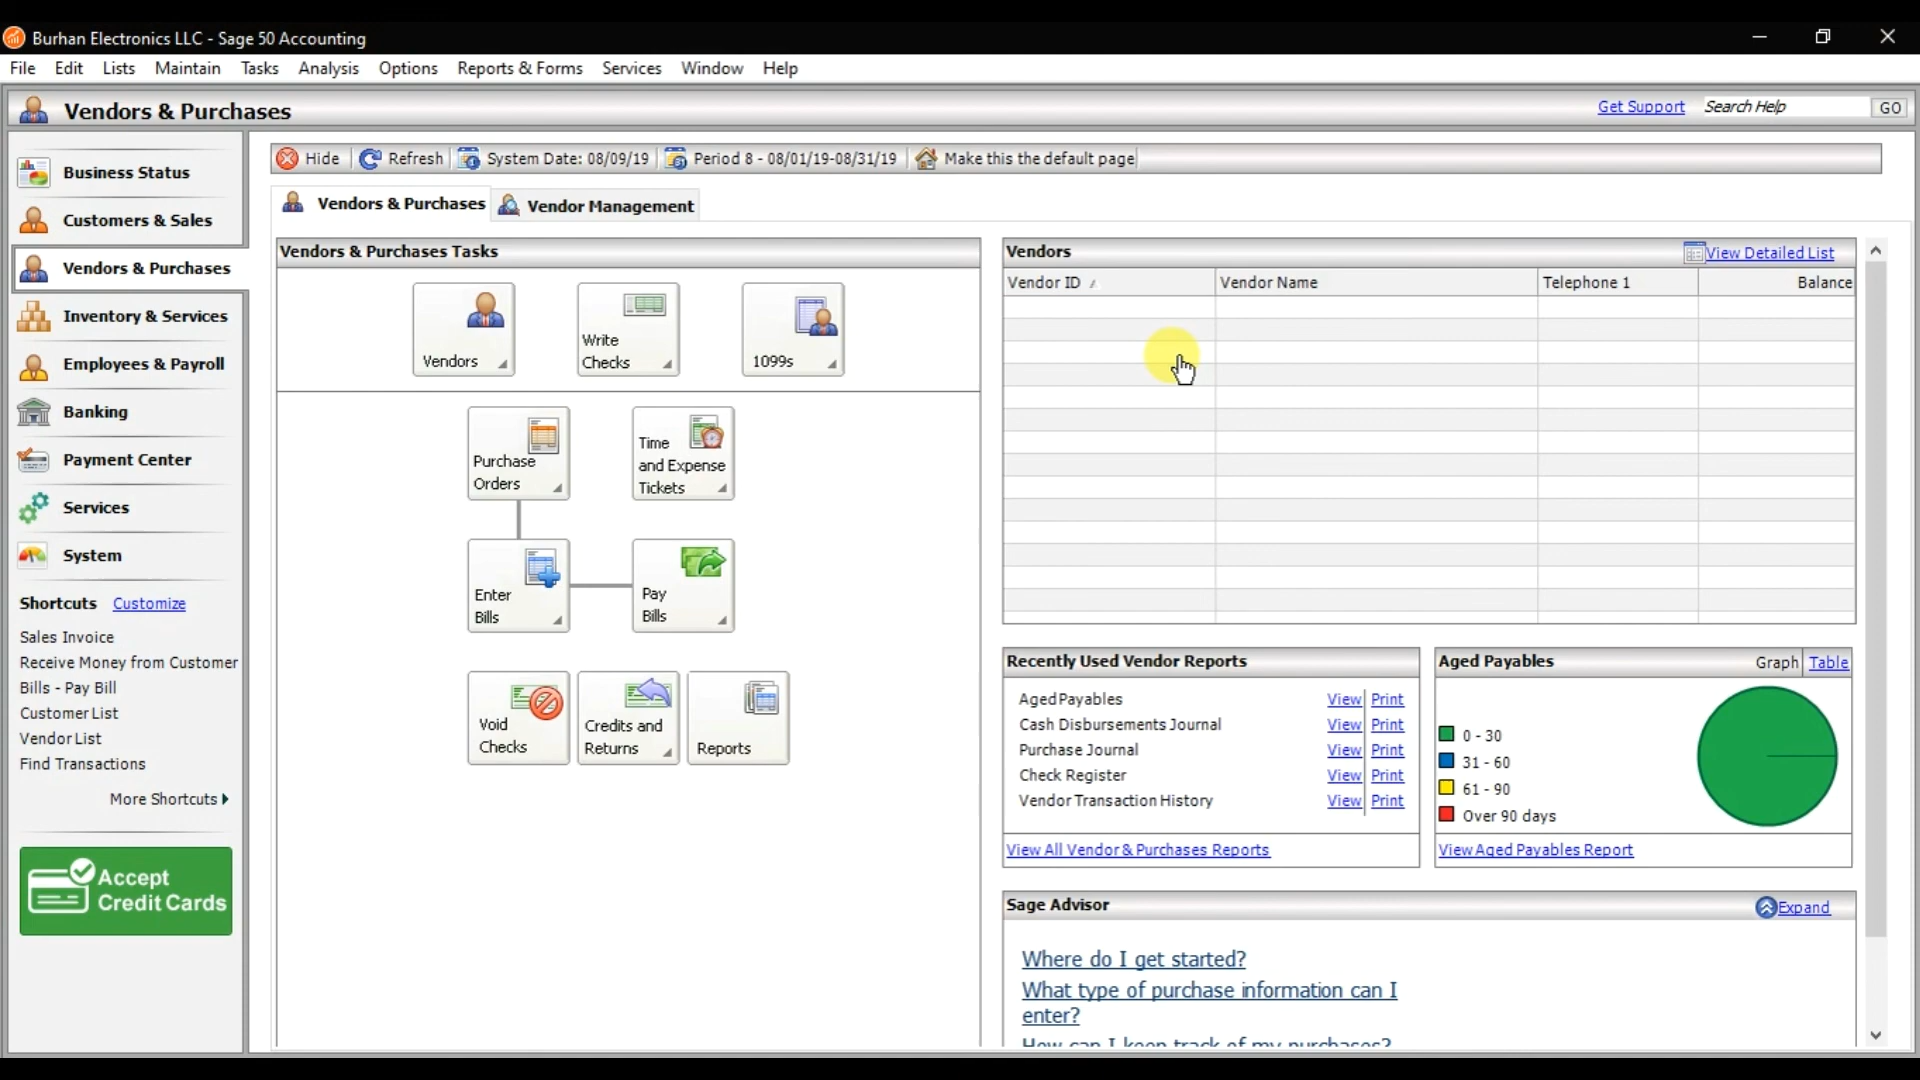 Burhan Electronics LLC - Sage 50 Accounting
File Edit Lists Maintain Tasks Analysis Options Reports & Forms Services Window Help
Vendors & Purchases
Get Support Search Help GO
Business Status
Customers & Sales
Vendors & Purchases
Inventory & Services
Employees & Payroll
Banking
Payment Center
Services
System
Shortcuts Customize
Sales Invoice
Receive Money from Customer
Bills - Pay Bill
Customer List
Vendor List
Find Transactions
More Shortcuts
Accept
Credit Cards
Hide Refresh System Date: 08/09/19 Period 8 - 08/01/19-08/31/19 Make this the default page
Vendors & Purchases Vendor Management
Vendors & Purchases Tasks
Vendors
Write
Checks
1099s
Purchase
Orders
Time
and Expense
Tickets
Enter
Bills
Pay
Bills
Void
Checks
Credits and
Returns
Reports
Vendors View Detailed List
Vendor ID Vendor Name Telephone 1 Balance
Recently Used Vendor Reports
Aged Payables View Print
Cash Disbursements Journal View Print
Purchase Journal View Print
Check Register View Print
Vendor Transaction History View Print
View All Vendor & Purchases Reports
Aged Payables Graph Table
0 - 30
31 - 60
61 - 90
Over 90 days
View Aged Payables Report
Sage Advisor Expand
Where do I get started?
What type of purchase information can I
enter?
How can I keep track of my purchases?